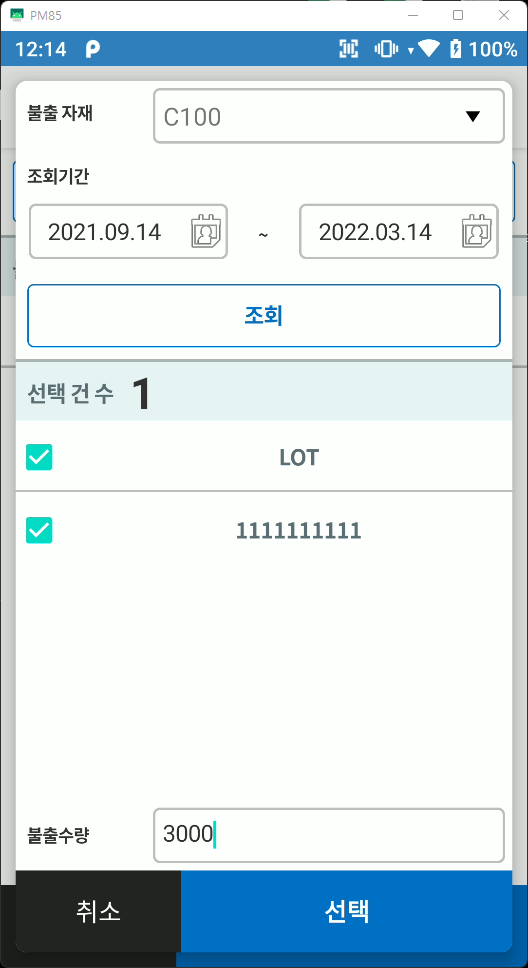 PM85
12:14 100%
불출 자재 C100
조회기간
2021.09.14 ~ 2022.03.14
조회
선택 건 수 1
LOT
1111111111
불출수량 3000
취소 선택